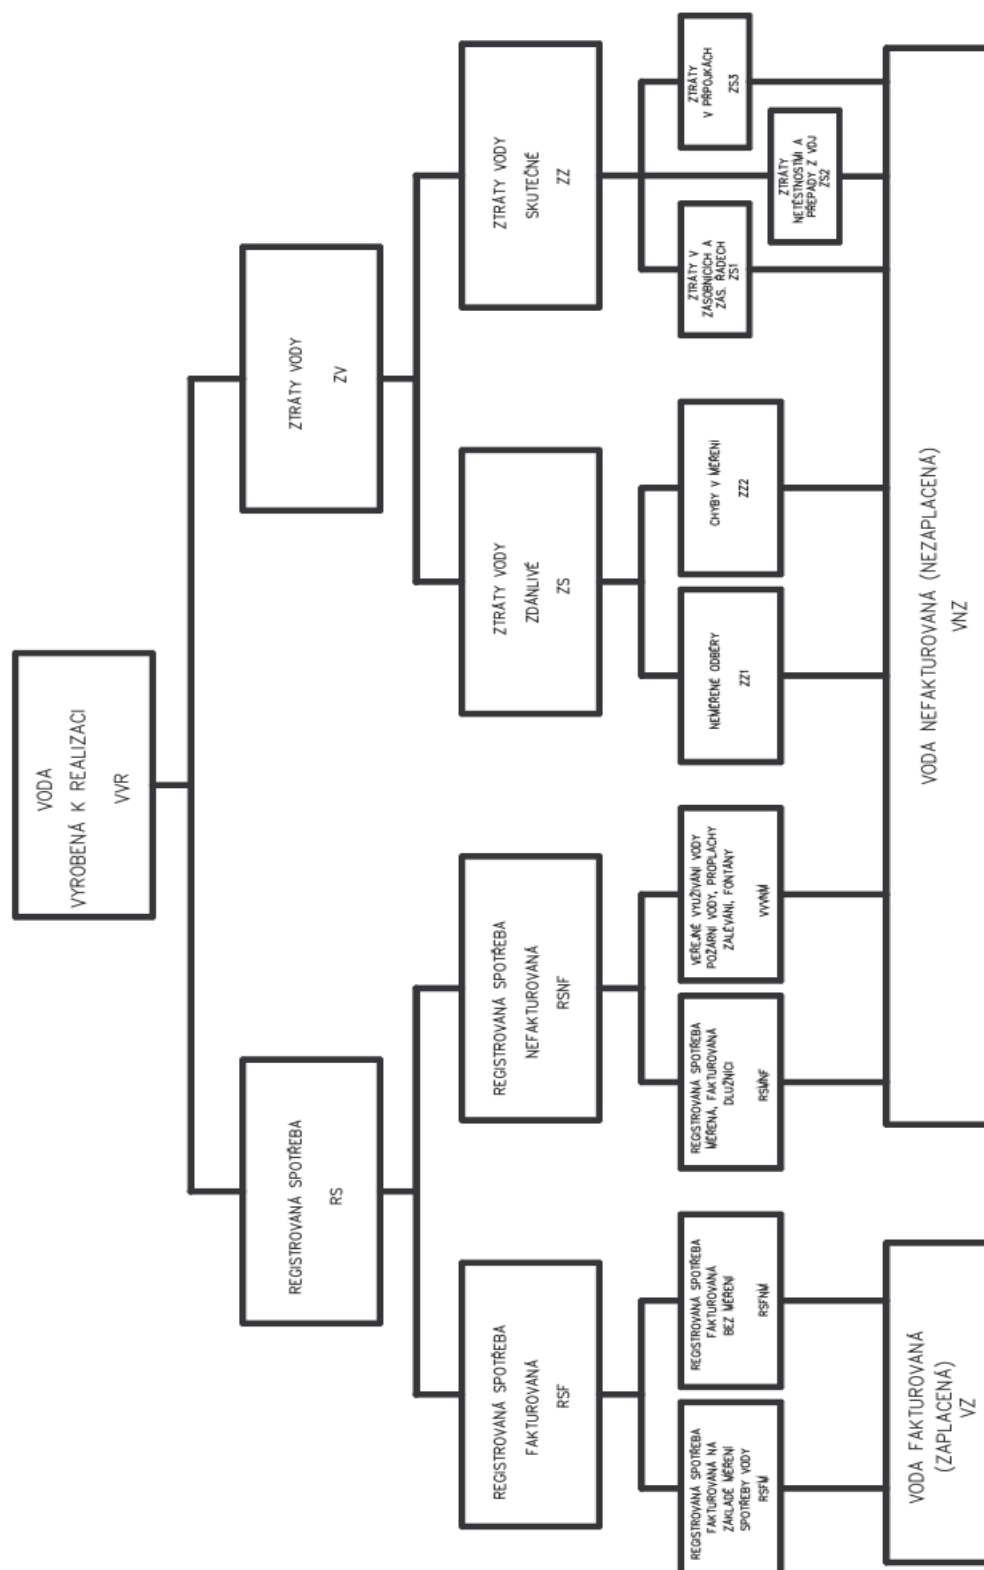 VODA
VYROBENÁ K REALIZACI
VVR
REGISTROVANÁ SPOTŘEBA
RS
ZTRÁTY VODY
ZV
REGISTROVANÁ SPOTŘEBA
FAKTUROVANÁ
RSF
REGISTROVANÁ SPOTŘEBA
NEFAKTUROVANÁ
RSNF
ZTRÁTY VODY
ZDÁNLIVÉ
ZS
ZTRÁTY VODY
SKUTEČNÉ
ZZ
REGISTROVANÁ SPOTŘEBA
FAKTUROVANÁ NA
ZÁKLADĚ MĚŘENÍ
SPOTŘEBY VODY
RSFM
REGISTROVANÁ SPOTŘEBA
FAKTUROVANÁ
BEZ MĚŘENÍ
RSFNM
REGISTROVANÁ SPOTŘEBA
MĚŘENÁ, FAKTUROVANÁ
DLUŽNÍCI
RSMNF
VEŘEJNÉ VYUŽÍVÁNÍ VODY
POŽÁRNÍ VODY, PROPLACHY
ZALÉVÁNÍ, FONTÁNY
VVVNM
NEMĚŘENÉ ODBĚRY
ZZ1
CHYBY V MĚŘENÍ
ZZ2
ZTRÁTY V
ZÁSOBNICÍCH A
ZÁS. ŘADECH
ZS1
ZTRÁTY
NETĚSTNOSTMI A
PŘEPADY Z VDJ
ZS2
ZTRÁTY
V PŘÍPOJKÁCH
ZS3
VODA FAKTUROVANÁ
(ZAPLACENÁ)
VZ
VODA NEFAKTUROVANÁ (NEZAPLACENÁ)
VNZ